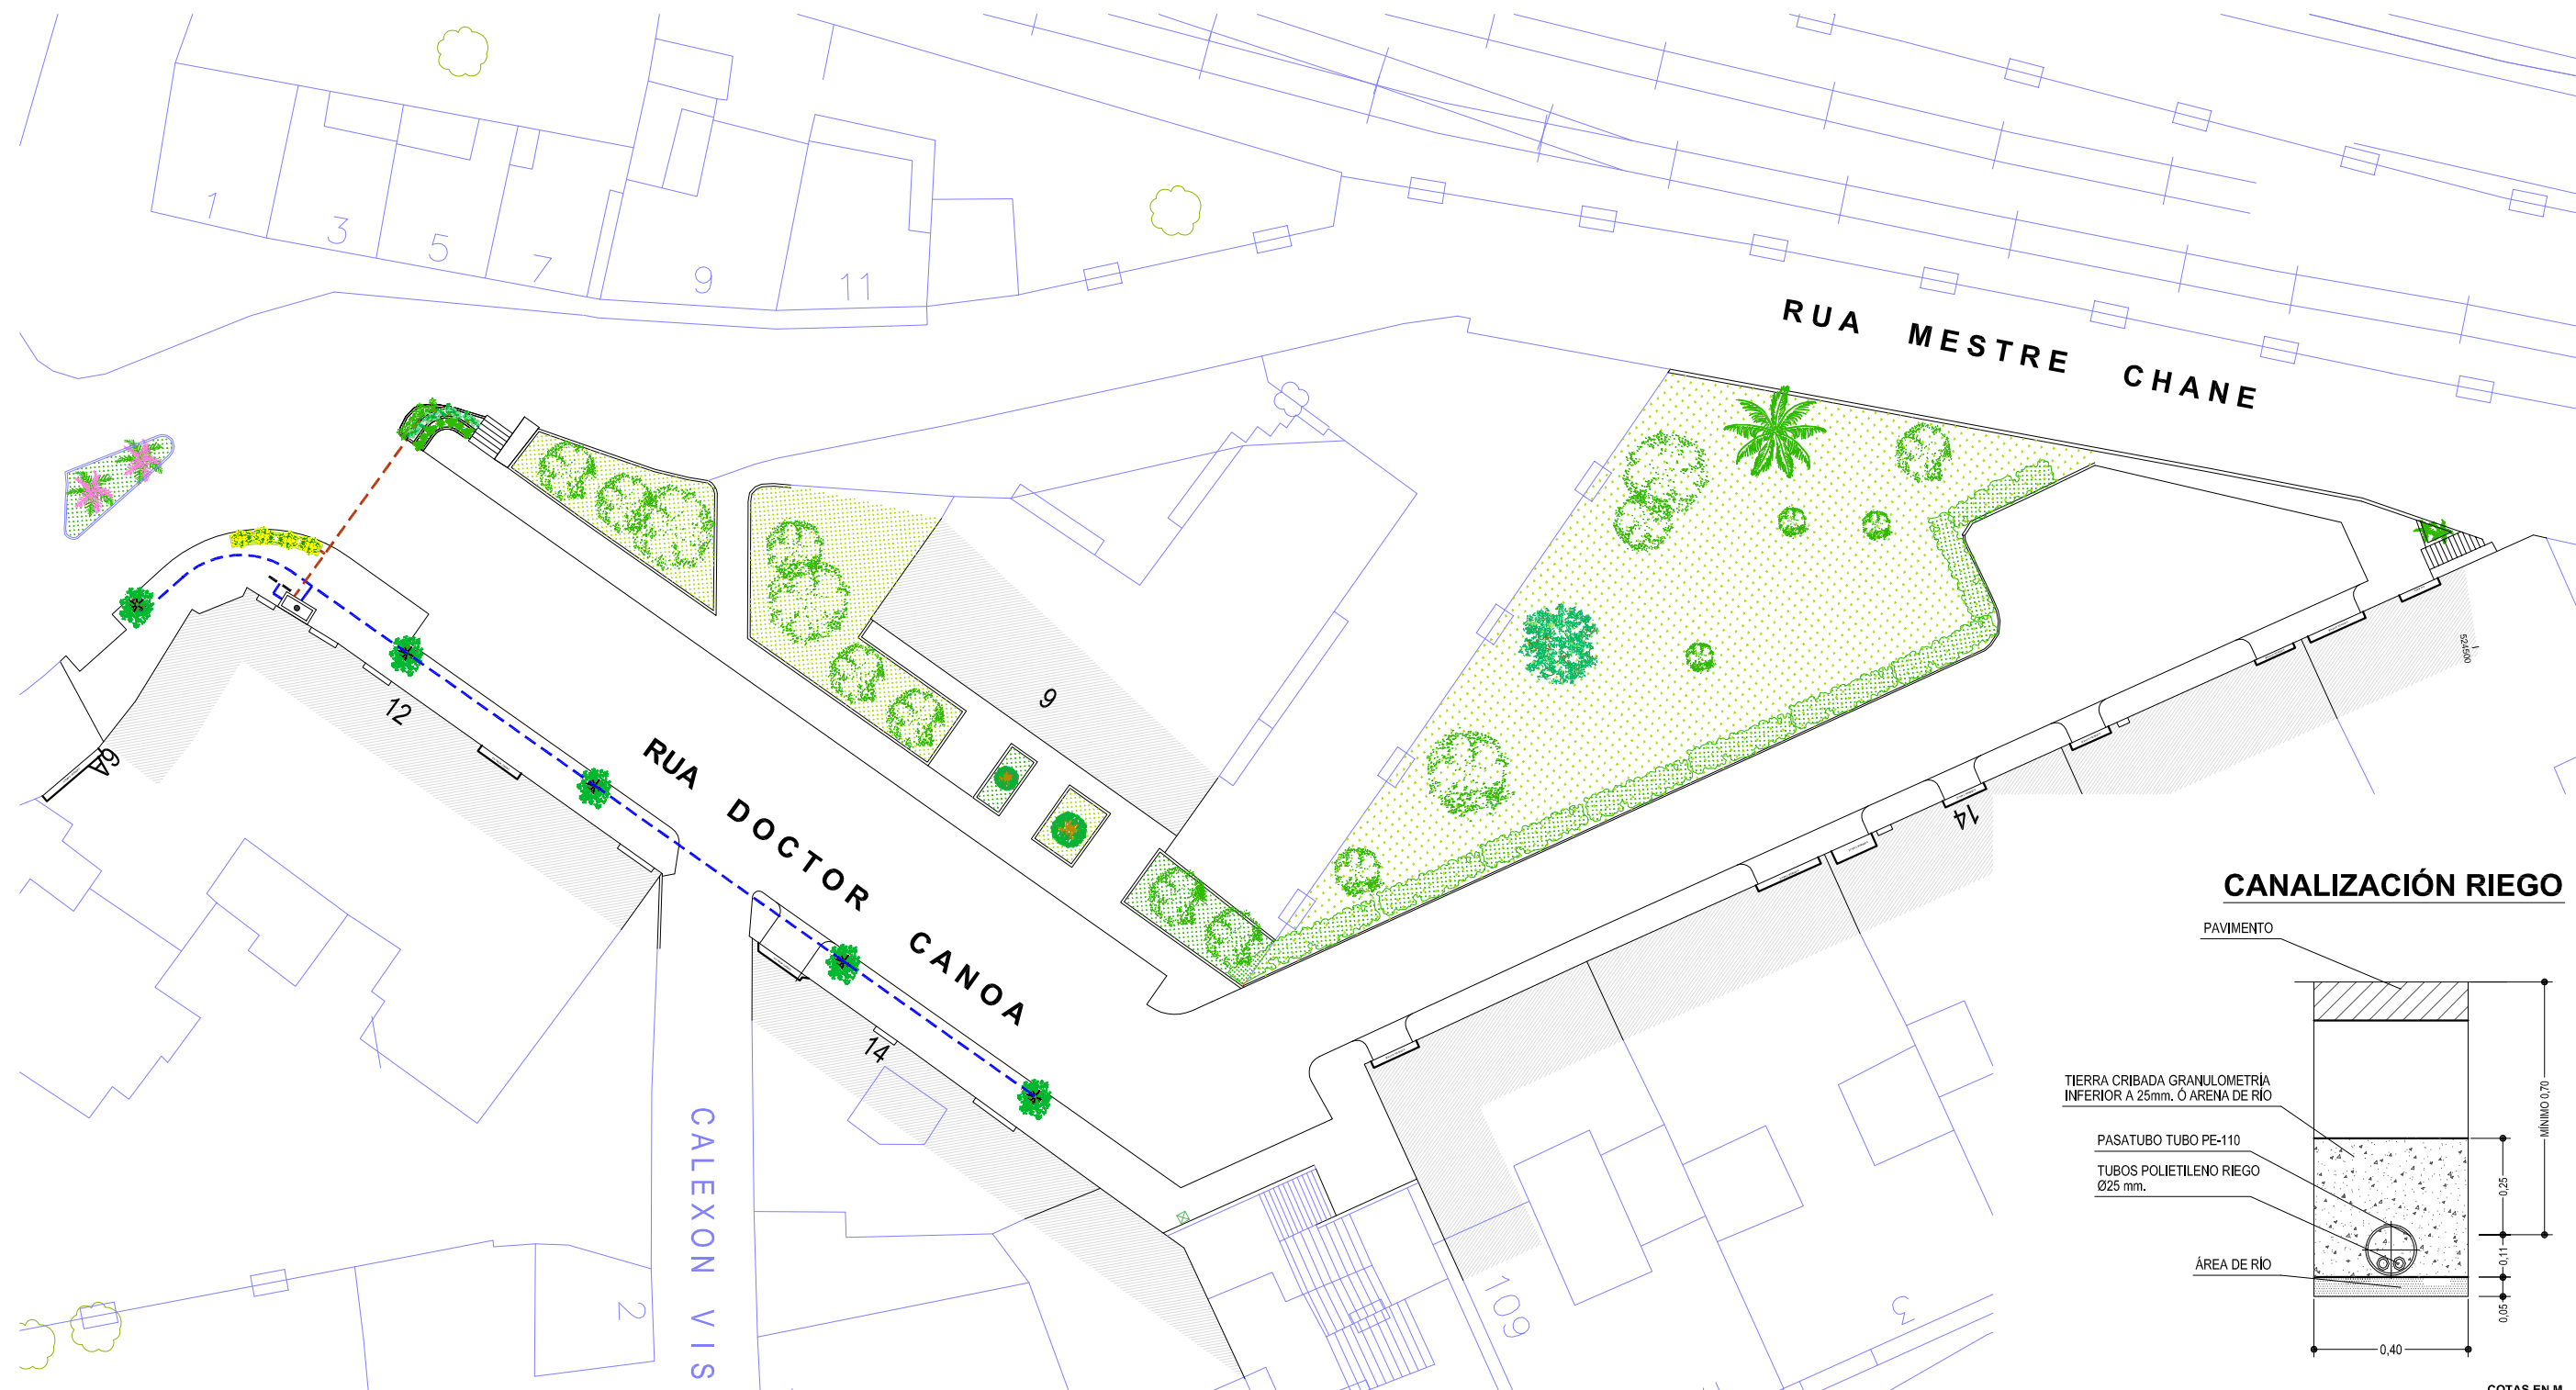 1
3
5
7
9
11
RUA MESTRE CHANE
12
6A
9
RUA DOCTOR CANOA
14
14
524500
CALEXON VIS
2
109
3
CANALIZACIÓN RIEGO
PAVIMENTO
TIERRA CRIBADA GRANULOMETRÍA
INFERIOR A 25mm. Ó ARENA DE RÍO
PASATUBO TUBO PE-110
TUBOS POLIETILENO RIEGO
Ø25 mm.
ÁREA DE RÍO
MÍNIMO 0,70
0,25
0,11
0,05
0,40
COTAS EN M